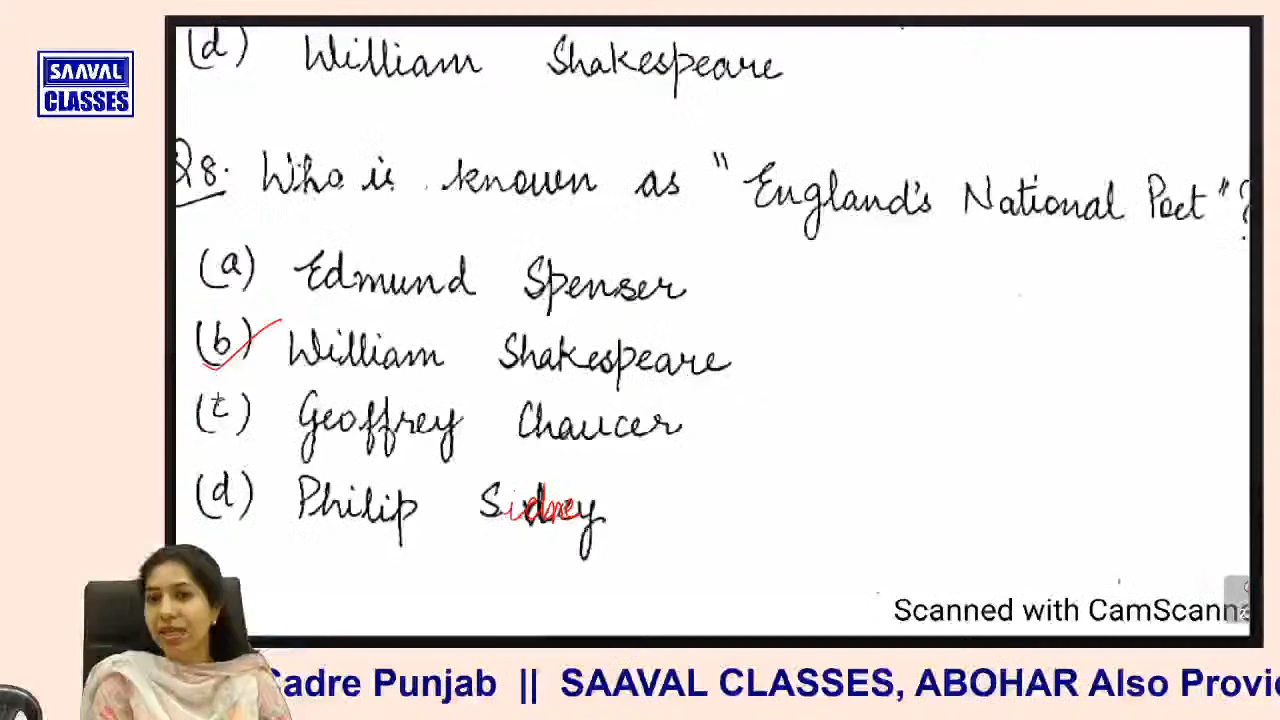 SAAVAL
CLASSES
(d) William Shakespeare
Q8. Who is known as "England's National Poet"?
(a) Edmund Spenser
(b) William Shakespeare
(c) Geoffrey Chaucer
(d) Philip Sidney
Scanned with CamScann
Cadre Punjab || SAAVAL CLASSES, ABOHAR Also Provi